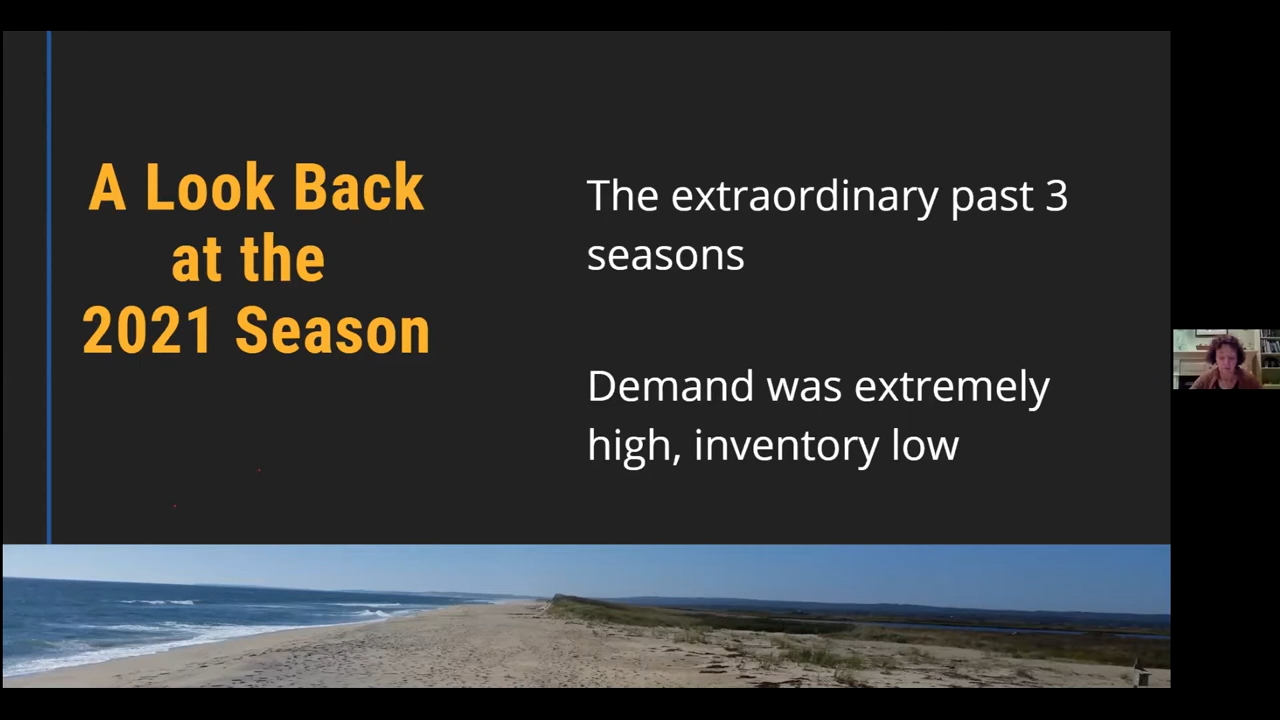 A Look Back
at the
2021 Season
The extraordinary past 3
seasons
Demand was extremely
high, inventory low